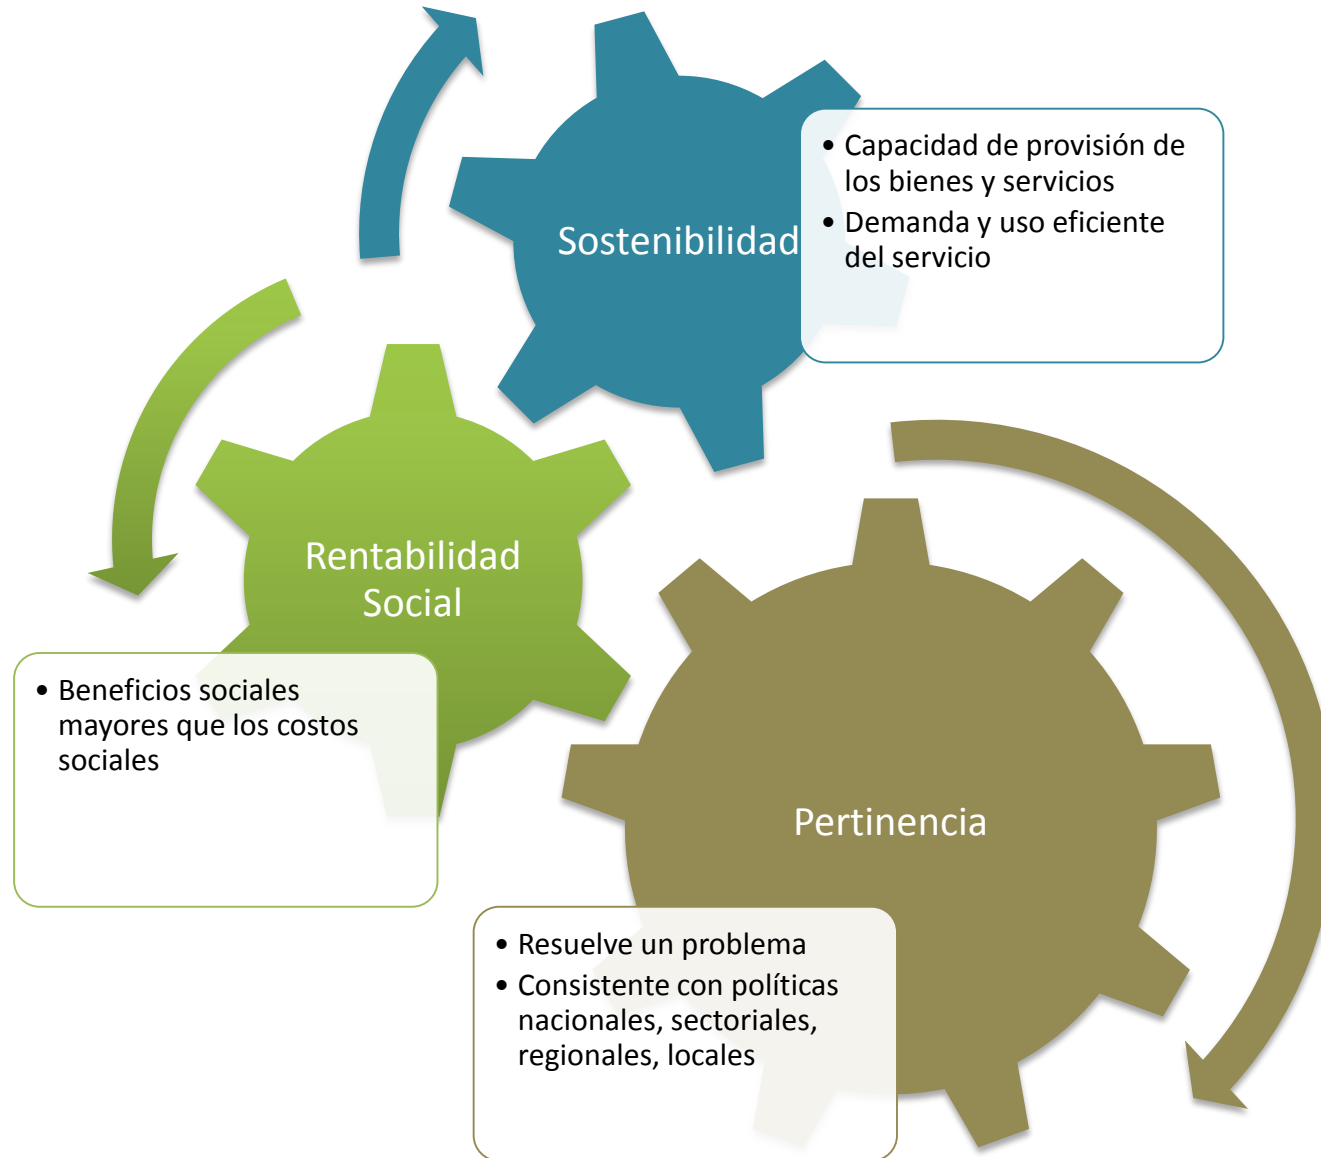 Sostenibilidad
• Capacidad de provisión de
los bienes y servicios
• Demanda y uso eficiente
del servicio
Rentabilidad
Social
• Beneficios sociales
mayores que los costos
sociales
Pertinencia
• Resuelve un problema
• Consistente con políticas
nacionales, sectoriales,
regionales, locales